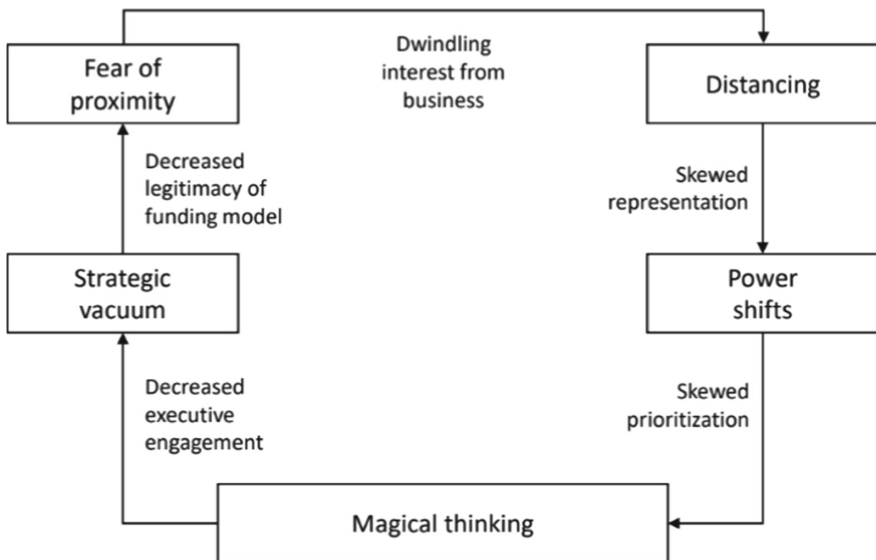 Fear of
proximity
Dwindling
interest from
business
Distancing
Decreased
legitimacy of
funding model
Skewed
representation
Strategic
vacuum
Power
shifts
Decreased
executive
engagement
Skewed
prioritization
Magical thinking